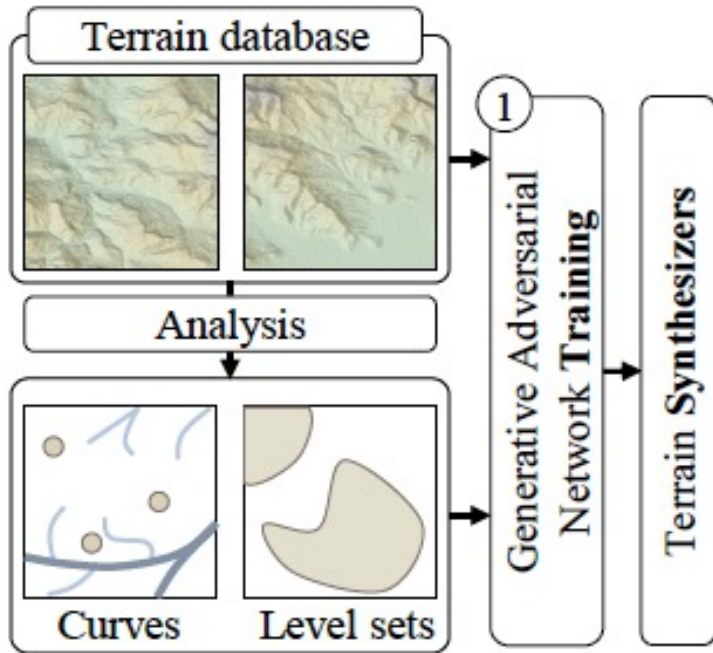 Terrain database
1
Analysis
Curves
Level sets
Generative Adversarial
Network Training
Terrain Synthesizers